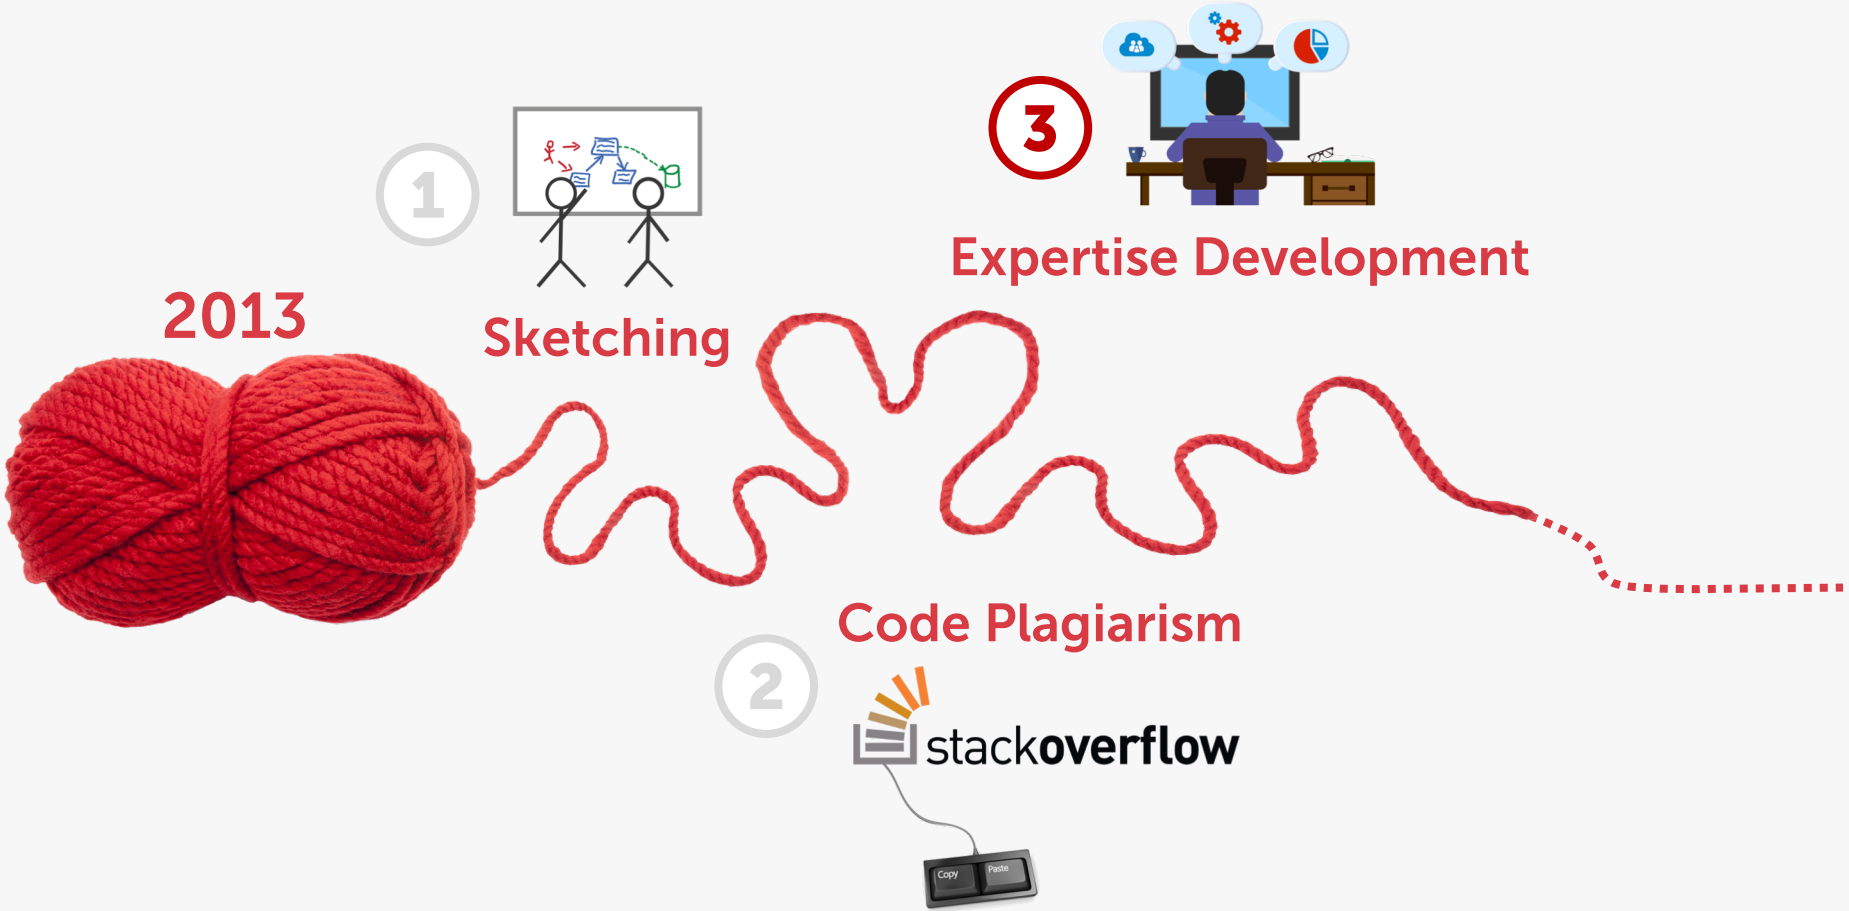 2013
1
Sketching
3
Expertise Development
Code Plagiarism
2
stackoverflow
Copy Paste